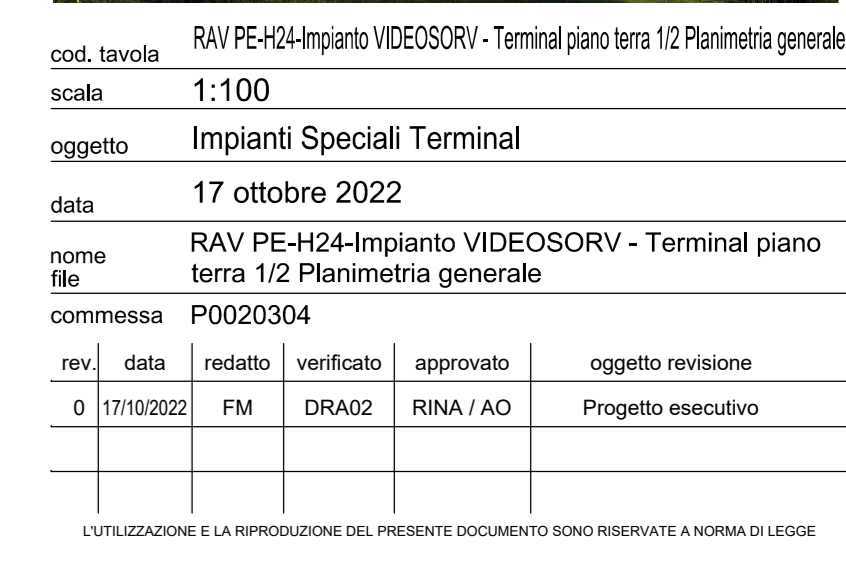 cod. tavola RAV PE-H24-Impianto VIDEOSORV - Terminal piano terra 1/2 Planimetria generale
scala 1:100
oggetto Impianti Speciali Terminal
data 17 ottobre 2022
nome file RAV PE-H24-Impianto VIDEOSORV - Terminal piano
terra 1/2 Planimetria generale
commessa P0020304
rev. data redatto verificato approvato oggetto revisione
0 17/10/2022 FM DRA02 RINA / AO Progetto esecutivo
L'UTILIZZAZIONE E LA RIPRODUZIONE DEL PRESENTE DOCUMENTO SONO RISERVATE A NORMA DI LEGGE